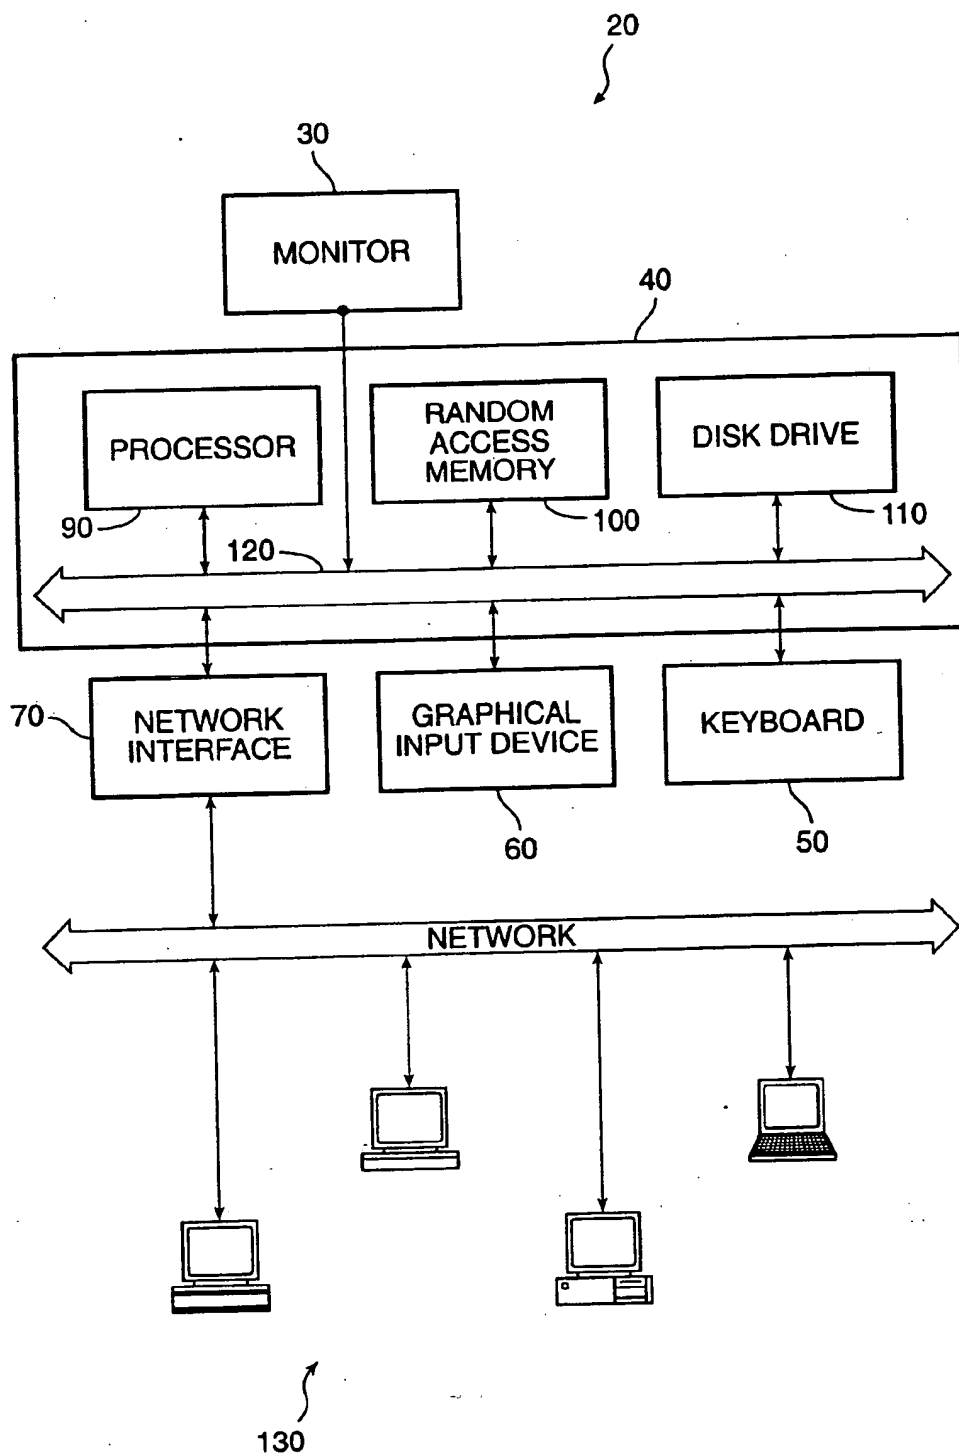 20
30
MONITOR
40
PROCESSOR
RANDOM
ACCESS
MEMORY
DISK DRIVE
90
100
110
120
70
NETWORK
INTERFACE
GRAPHICAL
INPUT DEVICE
KEYBOARD
60
50
NETWORK
130